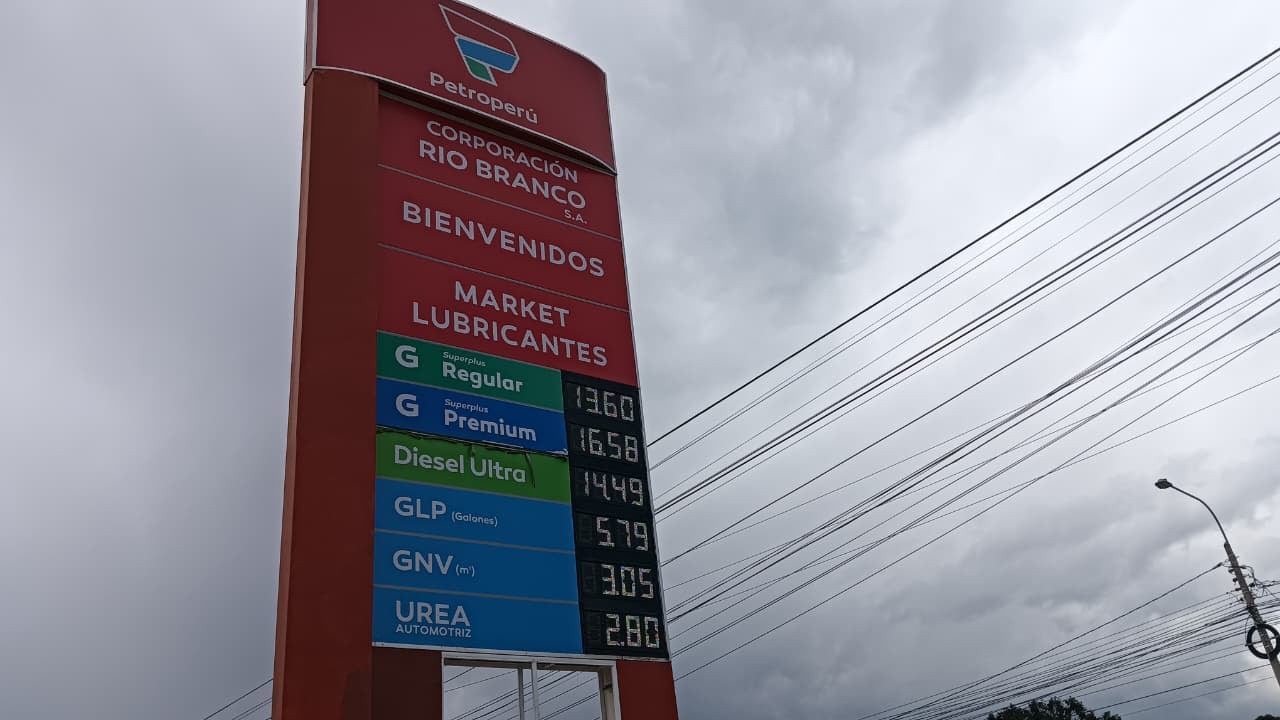 Petroperú
CORPORACIÓN
RIO BRANCO
S.A.
BIENVENIDOS
MARKET
LUBRICANTES
G Superplus Regular 13.60
G Superplus Premium 16.58
Diesel Ultra 14.49
GLP (Galones) 5.79
GNV (m³) 3.05
UREA 2.80
AUTOMOTRIZ